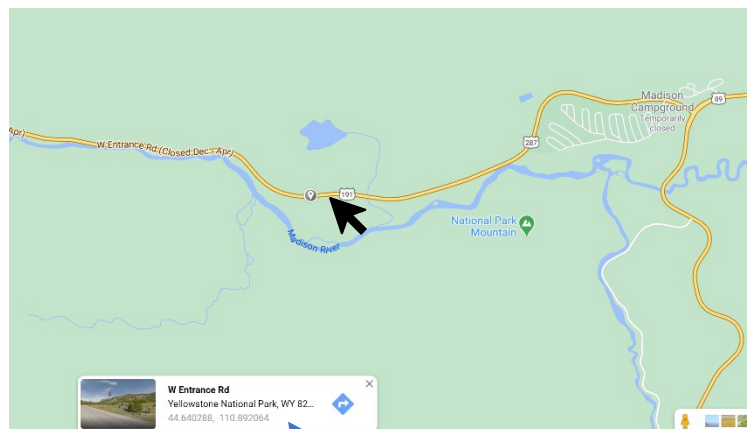 Madison
Campground
Temporarily
closed
89
287
Apr)
W Entrance Rd (Closed Dec - Apr)
191
National Park
Mountain
Madison River
W Entrance Rd
Yellowstone National Park, WY 82...
44.640288, -110.892064